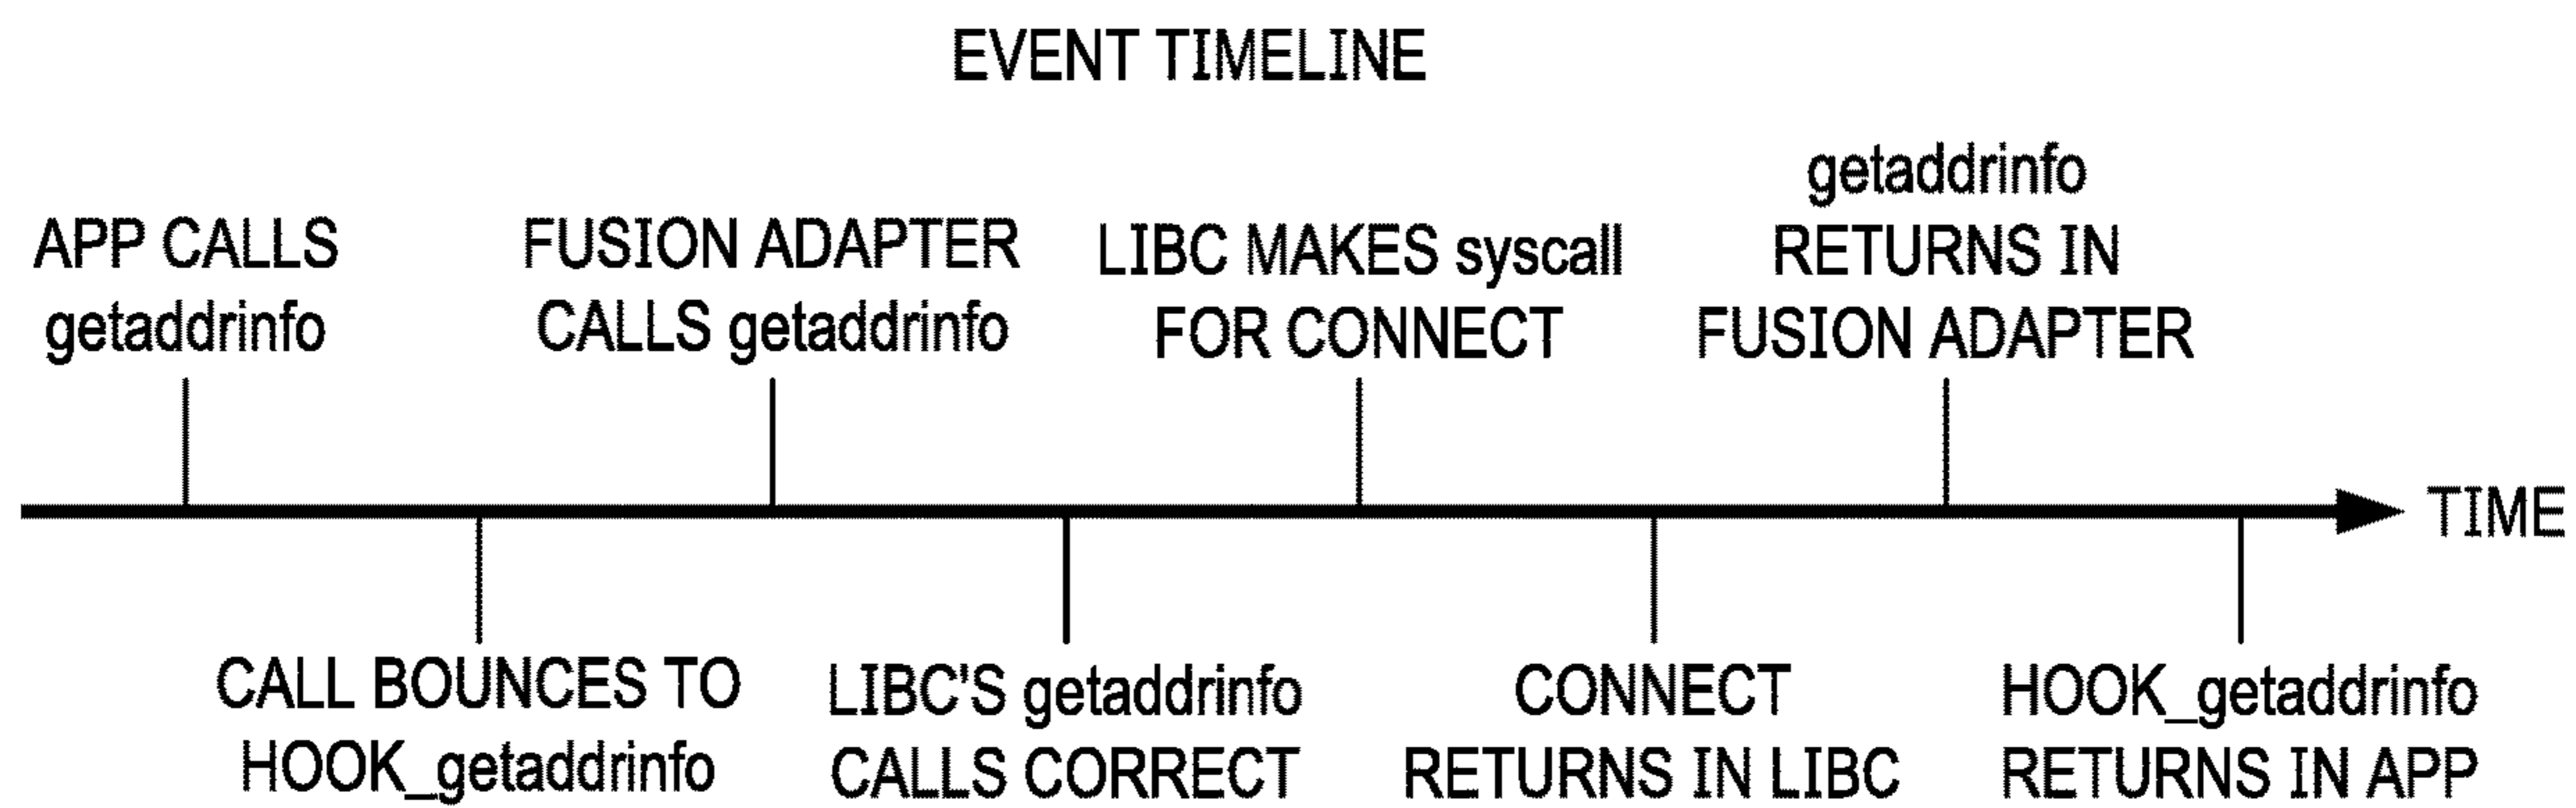 EVENT TIMELINE
APP CALLS
getaddrinfo
FUSION ADAPTER
CALLS getaddrinfo
LIBC MAKES syscall
FOR CONNECT
getaddrinfo
RETURNS IN
FUSION ADAPTER
TIME
CALL BOUNCES TO
HOOK_getaddrinfo
LIBC'S getaddrinfo
CALLS CORRECT
CONNECT
RETURNS IN LIBC
HOOK_getaddrinfo
RETURNS IN APP